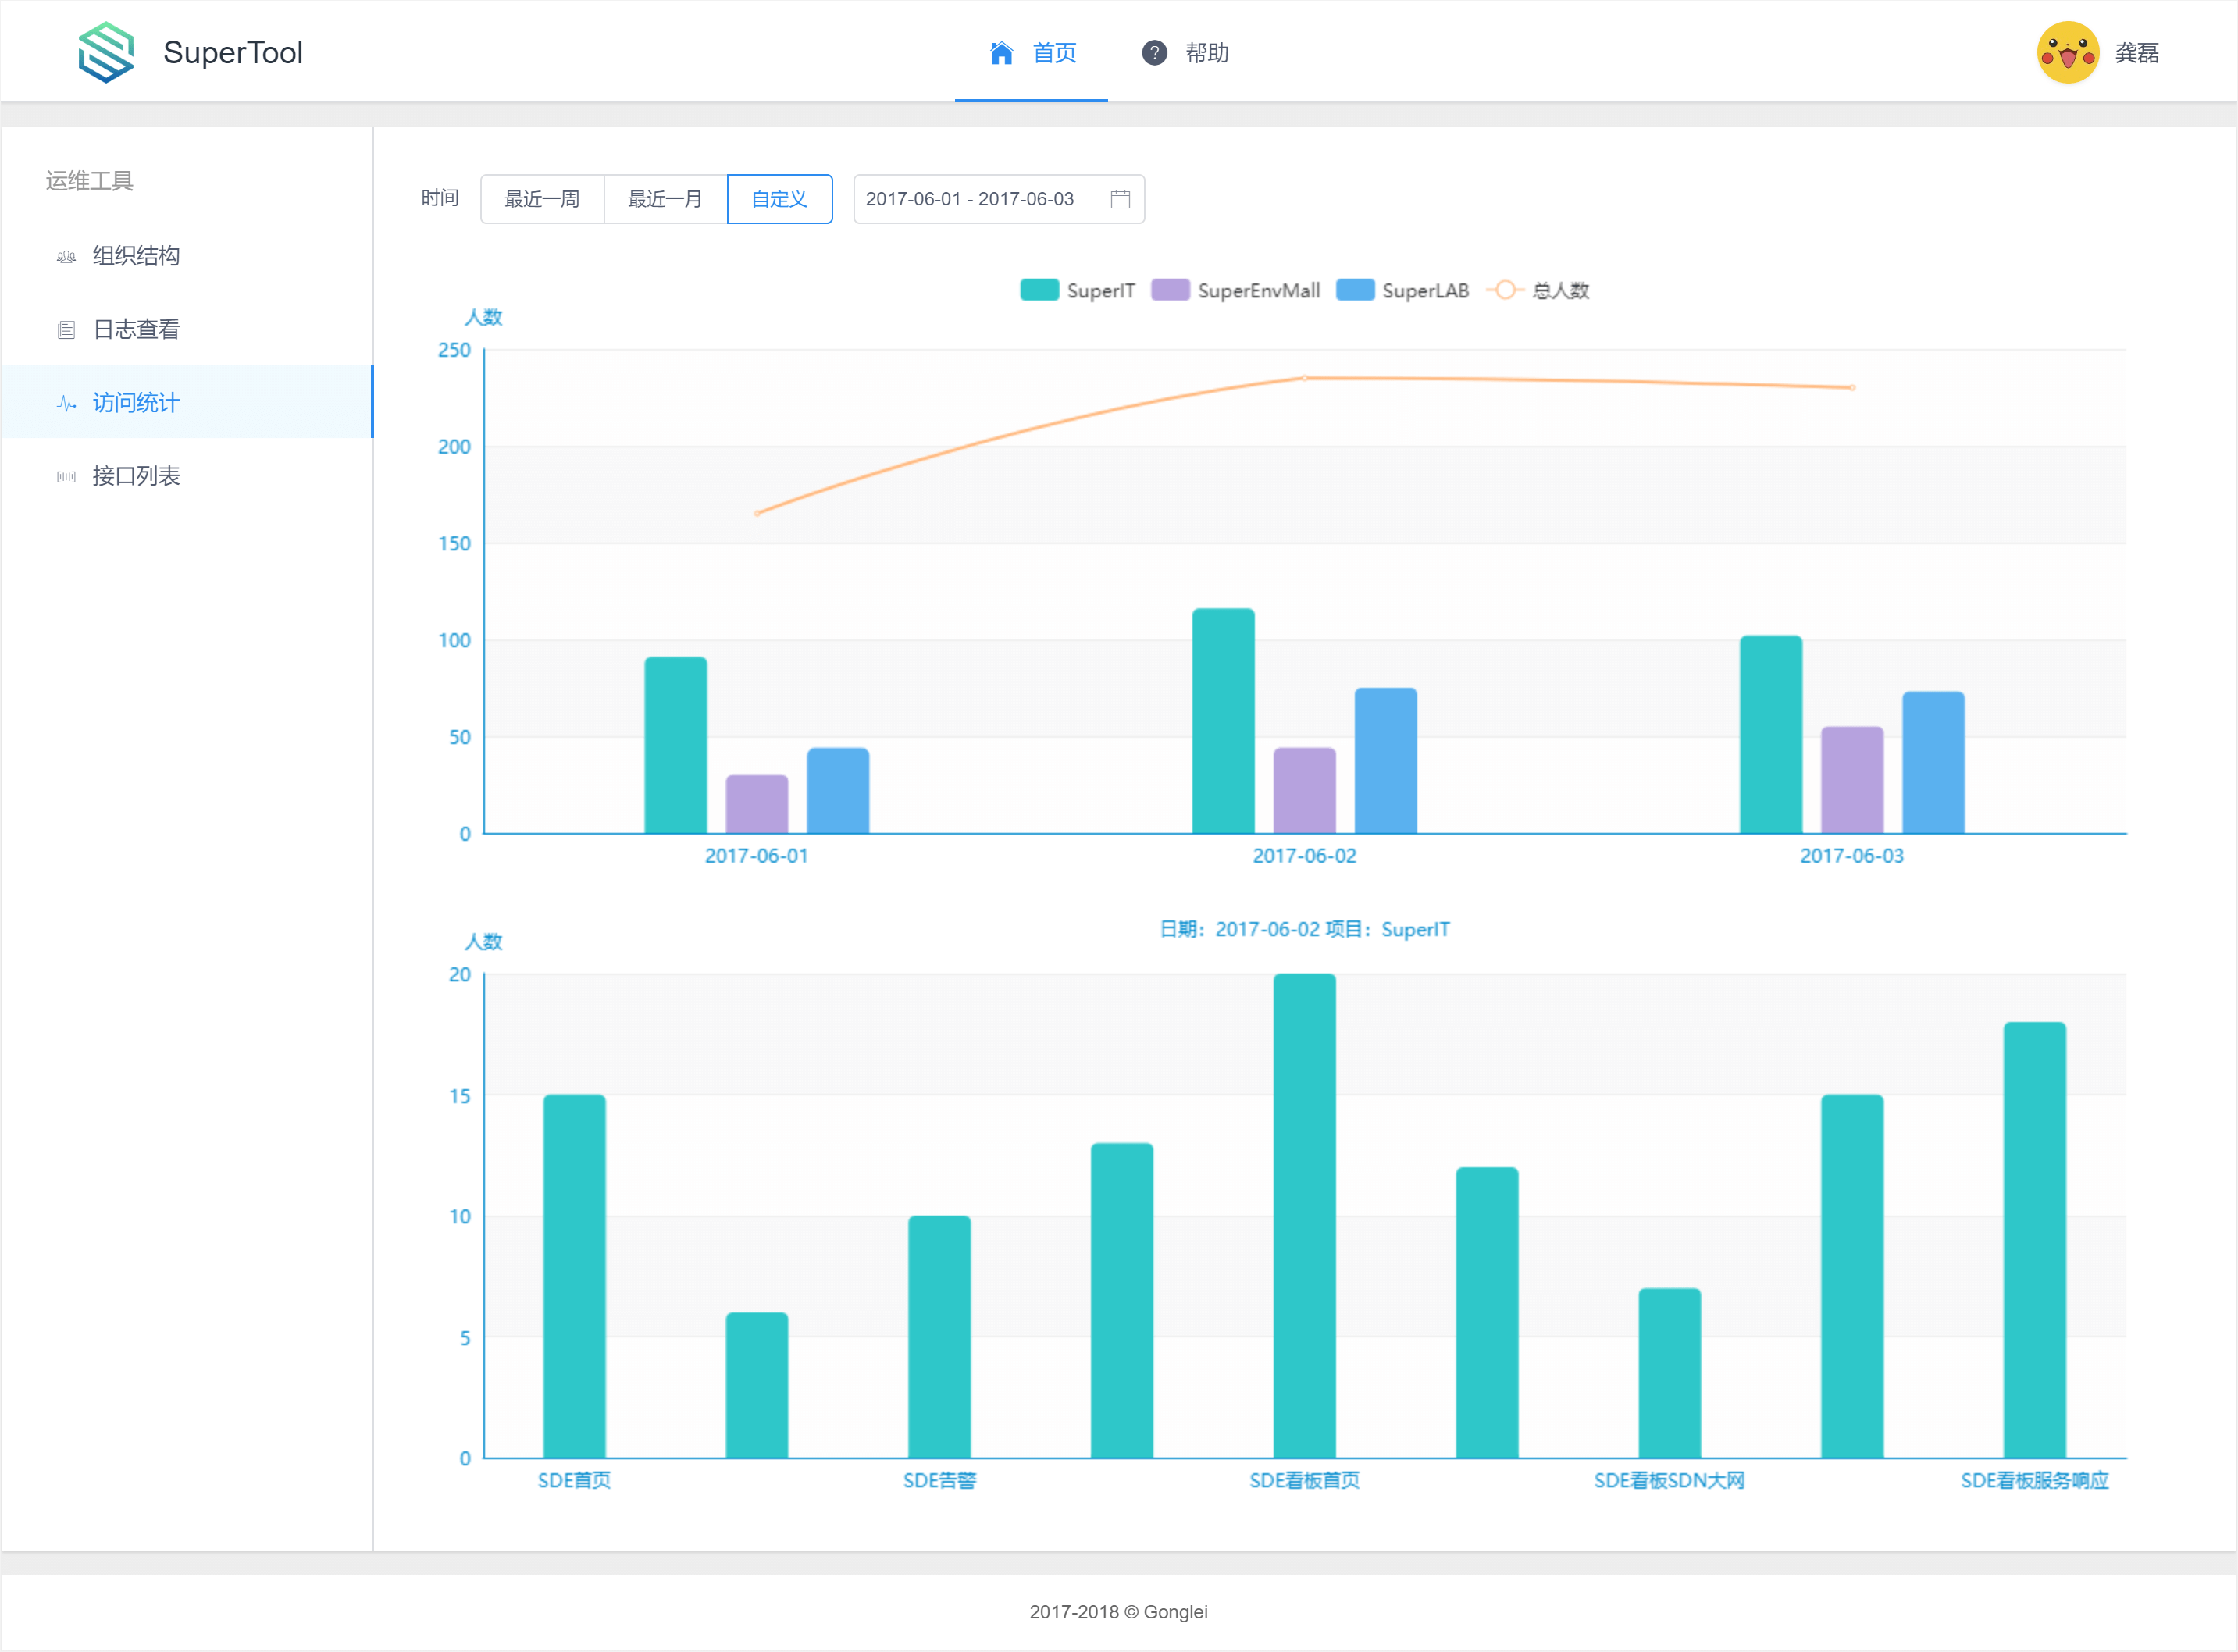 SuperTool
首页
帮助
龚磊
运维工具
组织结构
日志查看
访问统计
接口列表
时间
最近一周
最近一月
自定义
2017-06-01 - 2017-06-03
SuperIT
SuperEnvMall
SuperLAB
总人数
人数
250
200
150
100
50
0
2017-06-01
2017-06-02
2017-06-03
日期：2017-06-02 项目：SuperIT
人数
20
15
10
5
0
SDE首页
SDE告警
SDE看板首页
SDE看板SDN大网
SDE看板服务响应
2017-2018 © Gonglei